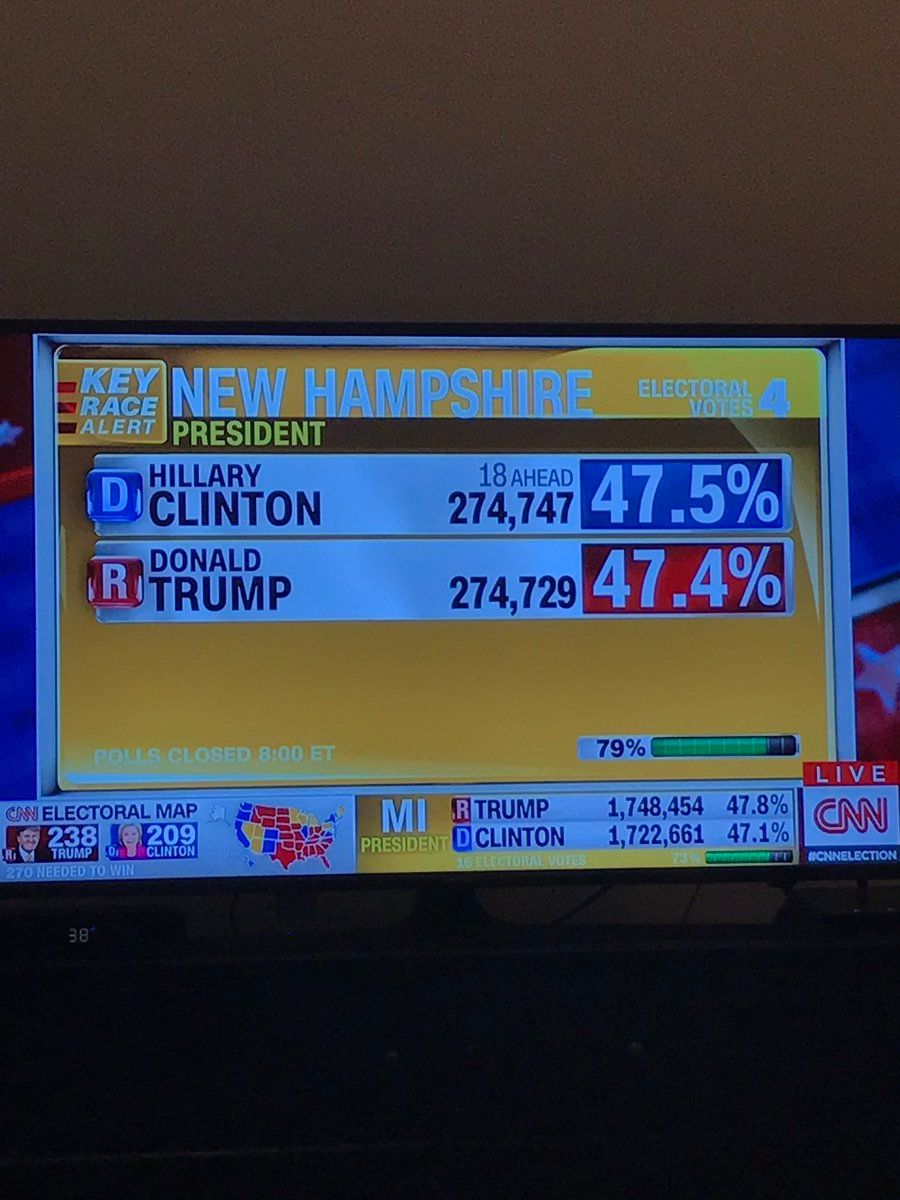 KEY
RACE
ALERT
NEW HAMPSHIRE
ELECTORAL
VOTES 4
PRESIDENT
D HILLARY
CLINTON
18 AHEAD
274,747 47.5%
R DONALD
TRUMP
274,729 47.4%
POLLS CLOSED 8:00 ET
79%
LIVE
CNN
#CNNELECTION
CNN ELECTORAL MAP
R 238
TRUMP
D 209
CLINTON
270 NEEDED TO WIN
MI
PRESIDENT
R TRUMP 1,748,454 47.8%
D CLINTON 1,722,661 47.1%
16 ELECTORAL VOTES 73%
38